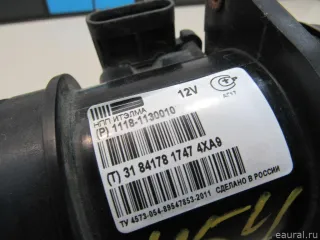 НПП ИТЭЛМА
(P) 1118-1130010
12V
(T) 31 84178 1747 4XA9
ТУ 4573-054-89547853-2011 СДЕЛАНО В РОССИИ
© eaural.ru